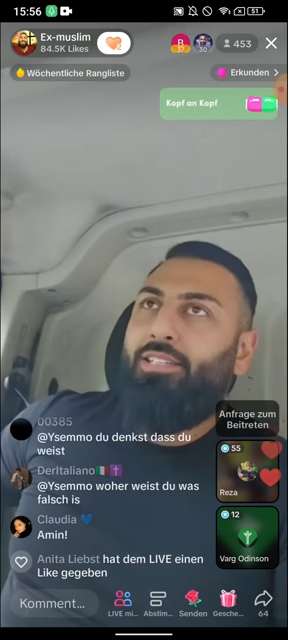 15:56
51
Ex-muslim
84.5K Likes
B
37
30
453
Wöchentliche Rangliste
Erkunden >
Kopf an Kopf
00385
@Ysemmo du denkst dass du
weist
DerItaliano🇮🇹✝️
@Ysemmo woher weist du was
falsch is
Claudia 💙
Amin!
Anita Liebst hat dem LIVE einen
Like gegeben
Anfrage zum
Beitreten
55
Reza
12
Varg Odinson
Komment...
LIVE mi...
Abstim...
Senden
Gesche...
64